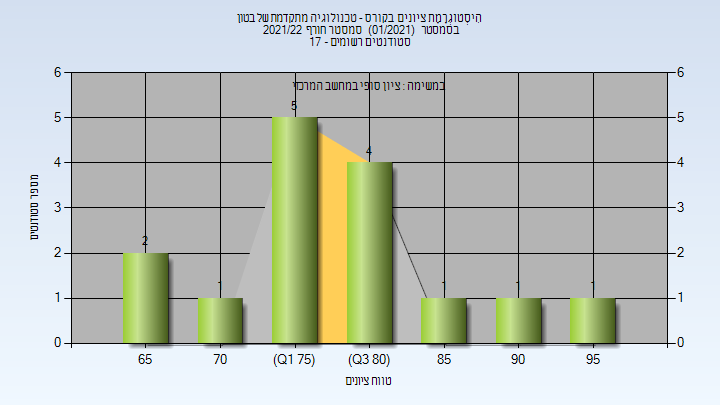 היסטוגרמת ציונים בקורס - טכנולוגיה מתקדמת של בטון
בסמסטר (01/2021) סמסטר חורף 2021/22
סטודנטים רשומים - 17
במשימה : ציון סופי במחשב המרכזי
מספר סטודנטים
6 6
5 5
4 4
3 3
2 2
1 1
0 0
2 1 5 4 1 1 1
65 70 (Q1 75) (Q3 80) 85 90 95
טווח ציונים